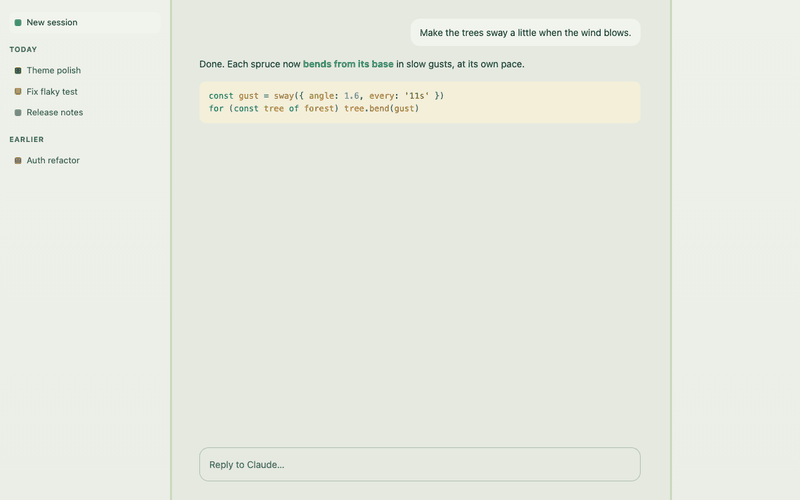 New session
TODAY
Theme polish
Fix flaky test
Release notes
EARLIER
Auth refactor
Make the trees sway a little when the wind blows.
Done. Each spruce now bends from its base in slow gusts, at its own pace.
const gust = sway({ angle: 1.6, every: '11s' })
for (const tree of forest) tree.bend(gust)
Reply to Claude...